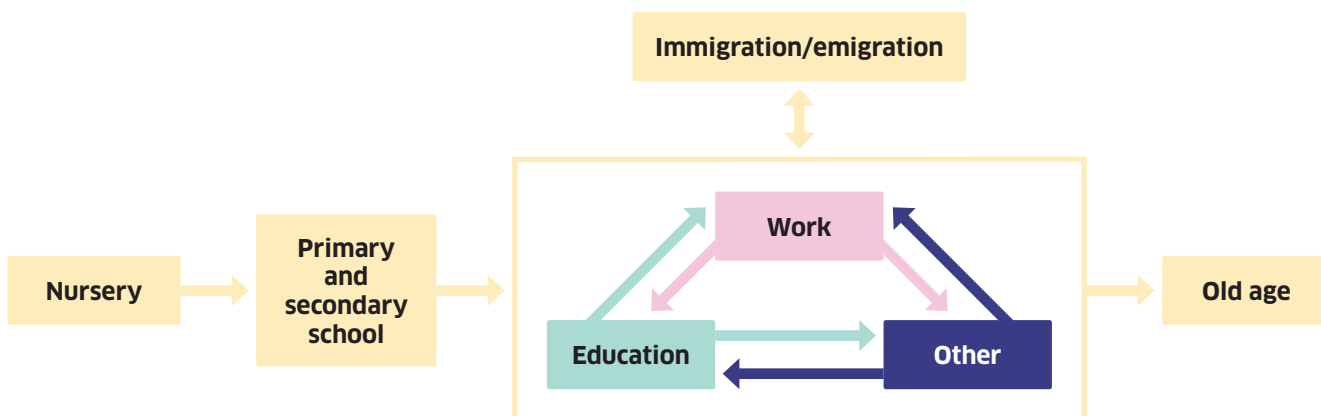 Immigration/emigration
Work
Nursery
Primary
and
secondary
school
Education
Other
Old age